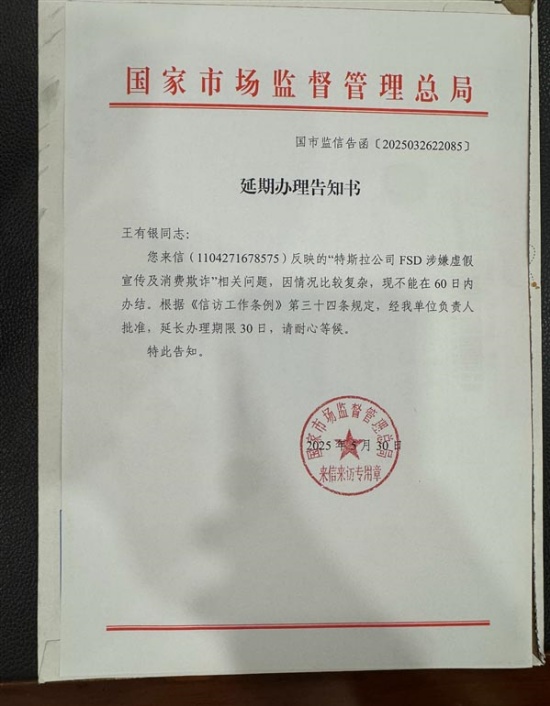 国家市场监督管理总局
国市监信告函〔2025032622085〕
延期办理告知书
王有银同志：
您来信（1104271678575）反映的“特斯拉公司 FSD 涉嫌虚假
宣传及消费欺诈”相关问题，因情况比较复杂，现不能在 60 日内
办结。根据《信访工作条例》第三十四条规定，经我单位负责人
批准，延长办理期限 30 日，请耐心等候。
特此告知。
国家市场监督管理总局
2025 年 5 月 30 日
来信来访专用章